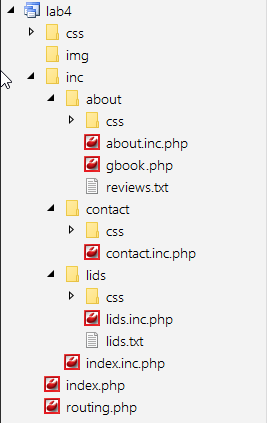 lab4
css
img
inc
about
css
about.inc.php
gbook.php
reviews.txt
contact
css
contact.inc.php
lids
css
lids.inc.php
lids.txt
index.inc.php
index.php
routing.php